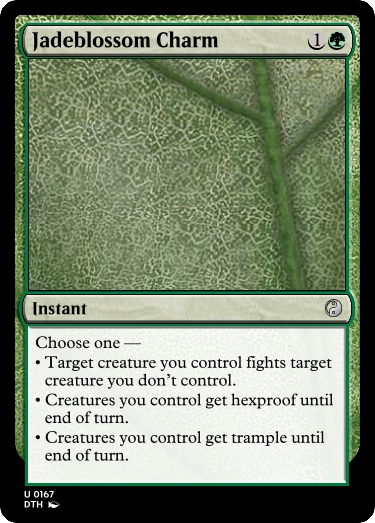 Jadeblossom Charm 1
Instant
Choose one —
• Target creature you control fights target
creature you don't control.
• Creatures you control get hexproof until
end of turn.
• Creatures you control get trample until
end of turn.
U 0167
DTH